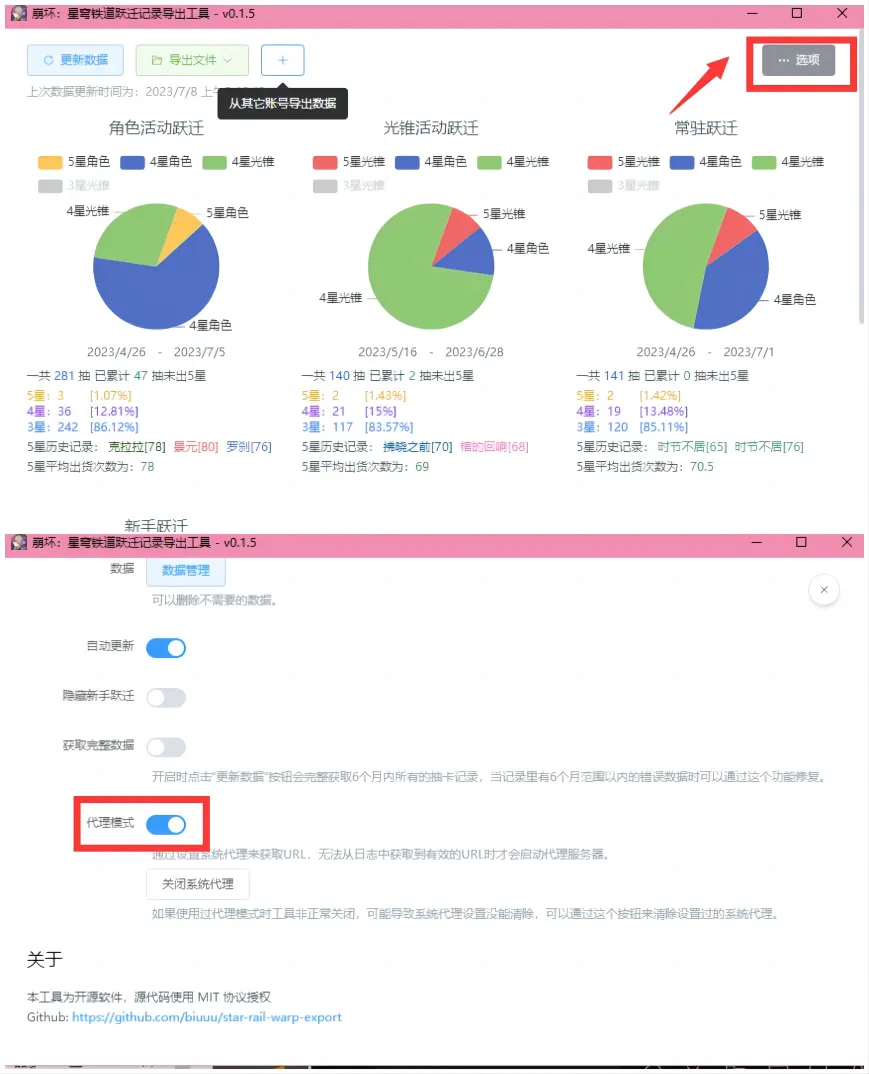 崩坏：星穹铁道跃迁记录导出工具 - v0.1.5
更新数据 导出文件 + ··· 选项
上次数据更新时间为：2023/7/8 上午
从其它账号导出数据
角色活动跃迁
5星角色 4星角色 4星光锥
3星光锥
4星光锥 5星角色
4星角色
2023/4/26 - 2023/7/5
一共 281 抽 已累计 47 抽未出5星
5星：3 [1.07%]
4星：36 [12.81%]
3星：242 [86.12%]
5星历史记录： 克拉拉[78] 景元[80] 罗刹[76]
5星平均出货次数为：78
光锥活动跃迁
5星光锥 4星角色 4星光锥
3星光锥
5星光锥
4星角色
4星光锥
2023/5/16 - 2023/6/28
一共 140 抽 已累计 2 抽未出5星
5星：2 [1.43%]
4星：21 [15%]
3星：117 [83.57%]
5星历史记录： 拂晓之前[70] 棺的回响[68]
5星平均出货次数为：69
常驻跃迁
5星光锥 4星角色 4星光锥
3星光锥
5星光锥
4星光锥
4星角色
2023/4/26 - 2023/7/1
一共 141 抽 已累计 0 抽未出5星
5星：2 [1.42%]
4星：19 [13.48%]
3星：120 [85.11%]
5星历史记录： 时节不居[65] 时节不居[76]
5星平均出货次数为：70.5
新手跃迁
崩坏：星穹铁道跃迁记录导出工具 - v0.1.5
数据 数据管理
可以删除不需要的数据。
自动更新
隐藏新手跃迁
获取完整数据
开启时点击“更新数据”按钮会完整获取6个月内所有的抽卡记录，当记录里有6个月范围以内的错误数据时可以通过这个功能修复。
代理模式
通过设置系统代理来获取URL，无法从日志中获取到有效的URL时才会启动代理服务器。
关闭系统代理
如果使用过代理模式时工具非正常关闭，可能导致系统代理设置没能清除，可以通过这个按钮来清除设置过的系统代理。
关于
本工具为开源软件，源代码使用 MIT 协议授权
Github: https://github.com/biuuu/star-rail-warp-export